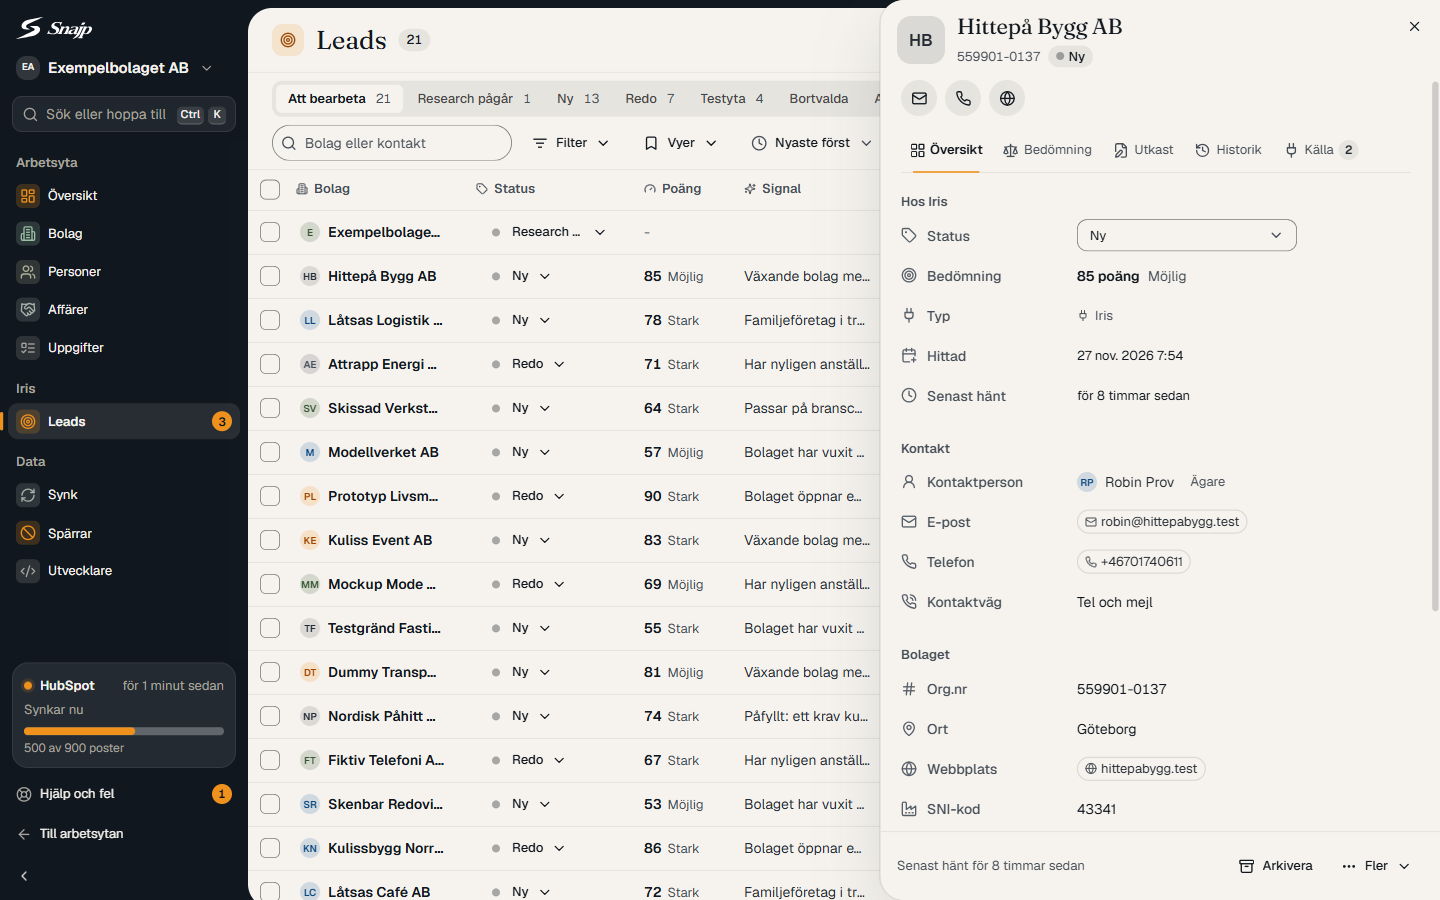 Snajp
EA Exempelbolaget AB
Sök eller hoppa till Ctrl K
Arbetsyta
Översikt
Bolag
Personer
Affärer
Uppgifter
Iris
Leads 3
Data
Synk
Spärrar
Utvecklare
HubSpot för 1 minut sedan
Synkar nu
500 av 900 poster
Hjälp och fel 1
Till arbetsytan
Leads 21
Att bearbeta 21 Research pågår 1 Ny 13 Redo 7 Testyta 4 Bortvalda A
Bolag eller kontakt Filter Vyer Nyaste först
Bolag Status Poäng Signal
E Exempelbolage... Research ... -
HB Hittepå Bygg AB Ny 85 Möjlig Växande bolag me...
LL Låtsas Logistik ... Ny 78 Stark Familjeföretag i tr...
AE Attrapp Energi ... Redo 71 Stark Har nyligen anställ...
SV Skissad Verkst... Ny 64 Stark Passar på bransc...
M Modellverket AB Ny 57 Möjlig Bolaget har vuxit ...
PL Prototyp Livsm... Redo 90 Stark Bolaget öppnar e...
KE Kuliss Event AB Ny 83 Stark Växande bolag me...
MM Mockup Mode ... Redo 69 Stark Har nyligen anställ...
TF Testgränd Fasti... Ny 55 Stark Bolaget har vuxit ...
DT Dummy Transp... Ny 81 Möjlig Växande bolag me...
NP Nordisk Påhitt ... Ny 74 Stark Påfyllt: ett krav ku...
FT Fiktiv Telefoni A... Redo 67 Stark Har nyligen anställ...
SR Skenbar Redovi... Ny 53 Möjlig Bolaget har vuxit ...
KN Kulissbygg Norr... Redo 86 Stark Bolaget öppnar e...
LC Låtsas Café AB Ny 72 Stark Familjeföretag i tr...
HB Hittepå Bygg AB
559901-0137 Ny
Översikt Bedömning Utkast Historik Källa 2
Hos Iris
Status Ny
Bedömning 85 poäng Möjlig
Typ Iris
Hittad 27 nov. 2026 7:54
Senast hänt för 8 timmar sedan
Kontakt
Kontaktperson RP Robin Prov Ägare
E-post robin@hittepabygg.test
Telefon +46701740611
Kontaktväg Tel och mejl
Bolaget
Org.nr 559901-0137
Ort Göteborg
Webbplats hittepabygg.test
SNI-kod 43341
Senast hänt för 8 timmar sedan Arkivera Fler